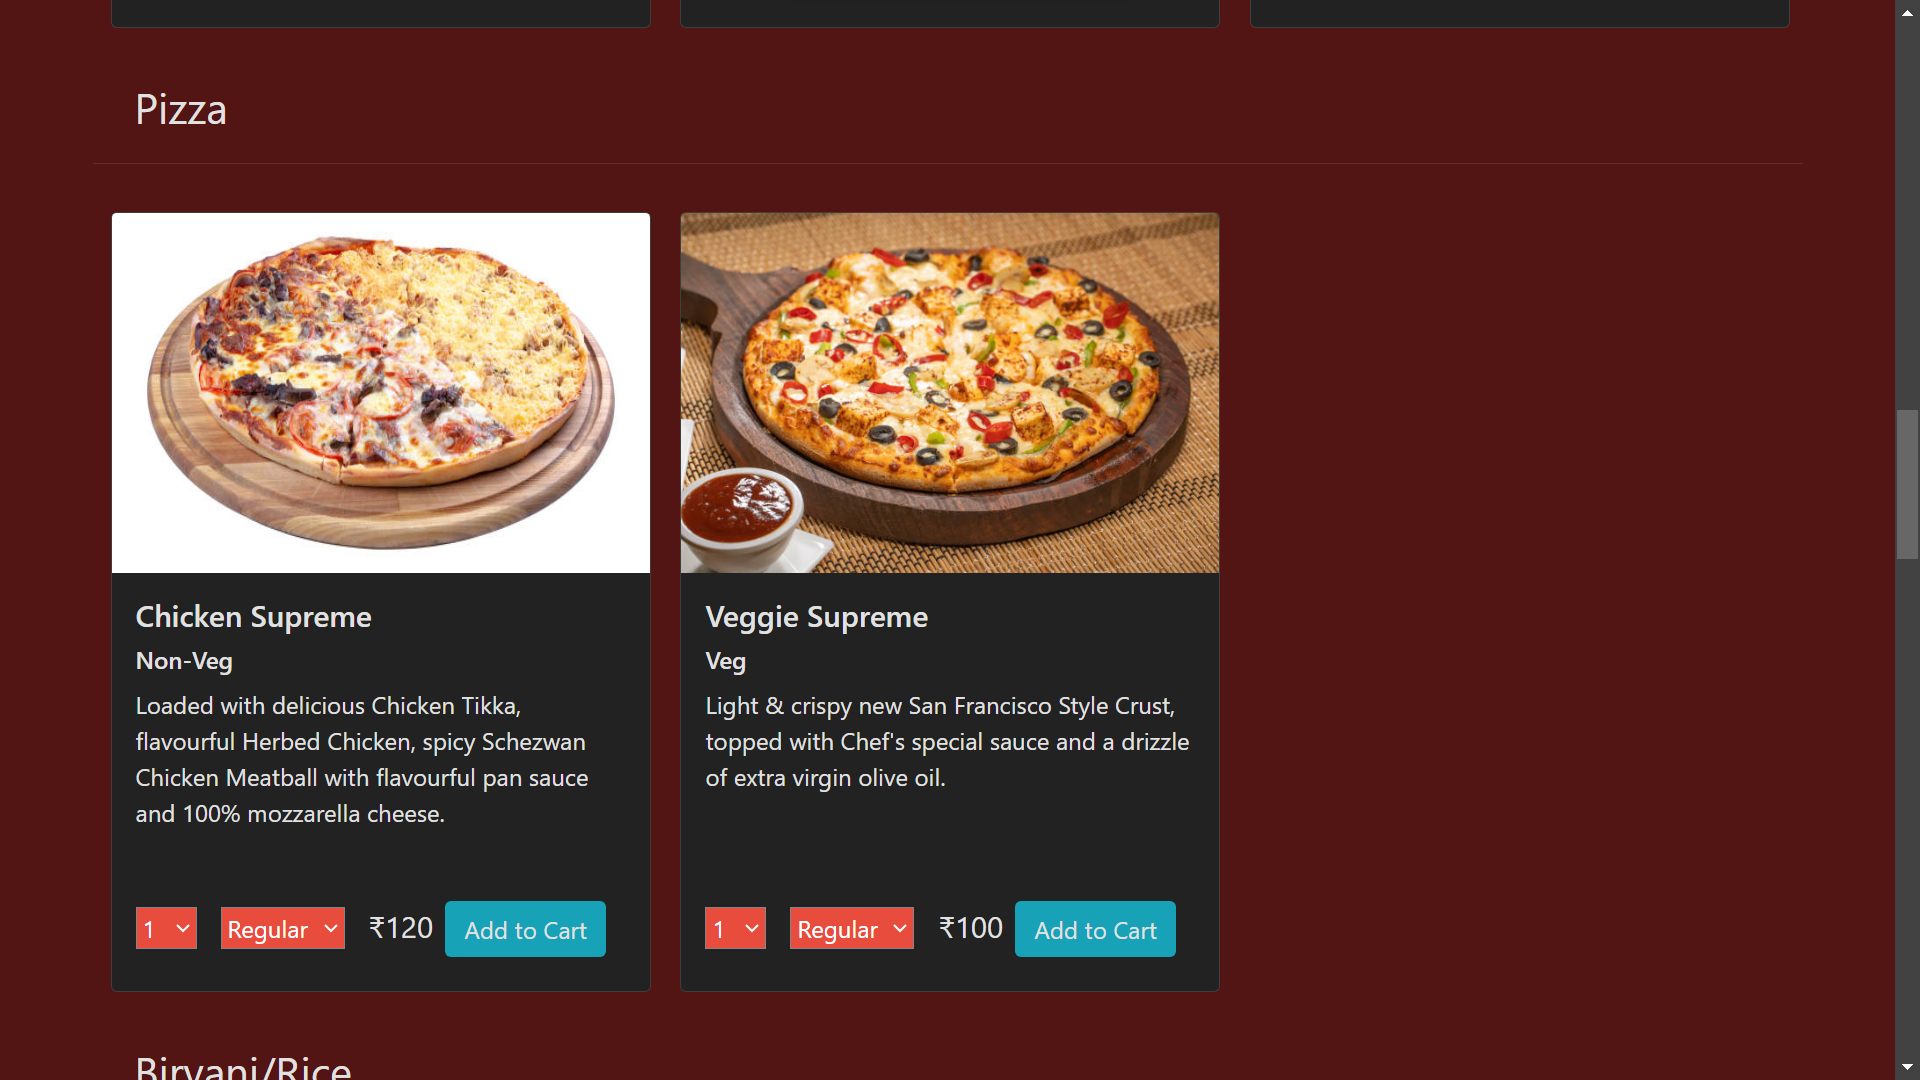 Pizza
Chicken Supreme
Non-Veg
Loaded with delicious Chicken Tikka,
flavourful Herbed Chicken, spicy Schezwan
Chicken Meatball with flavourful pan sauce
and 100% mozzarella cheese.
1 Regular ₹120 Add to Cart
Veggie Supreme
Veg
Light & crispy new San Francisco Style Crust,
topped with Chef's special sauce and a drizzle
of extra virgin olive oil.
1 Regular ₹100 Add to Cart
Biryani/Rice